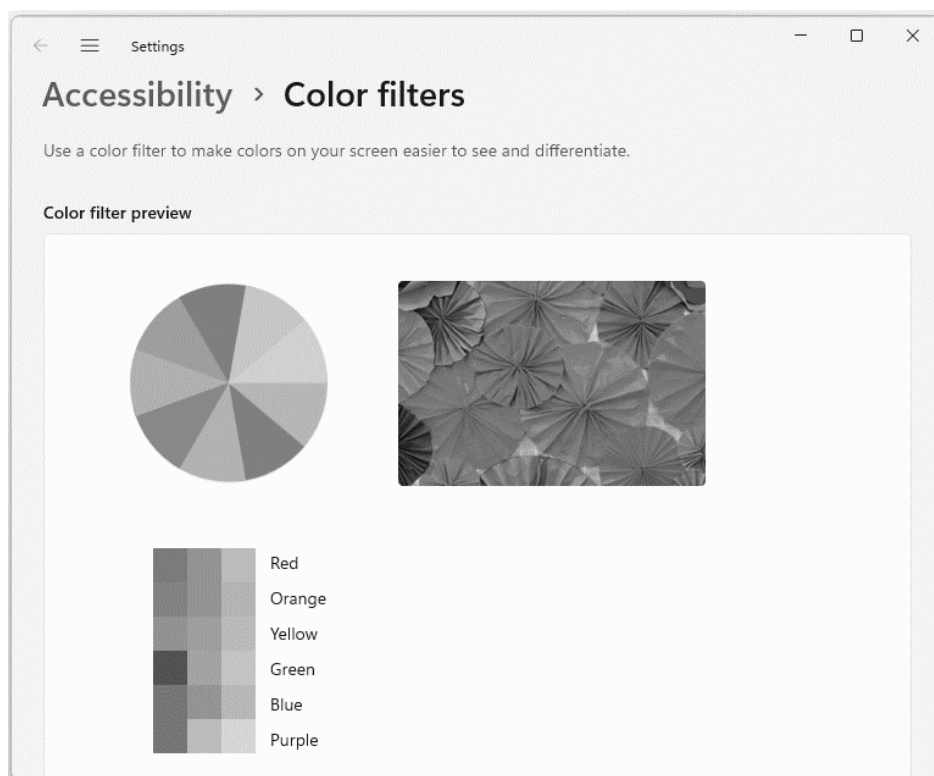 Settings
Accessibility > Color filters
Use a color filter to make colors on your screen easier to see and differentiate.
Color filter preview
Red
Orange
Yellow
Green
Blue
Purple